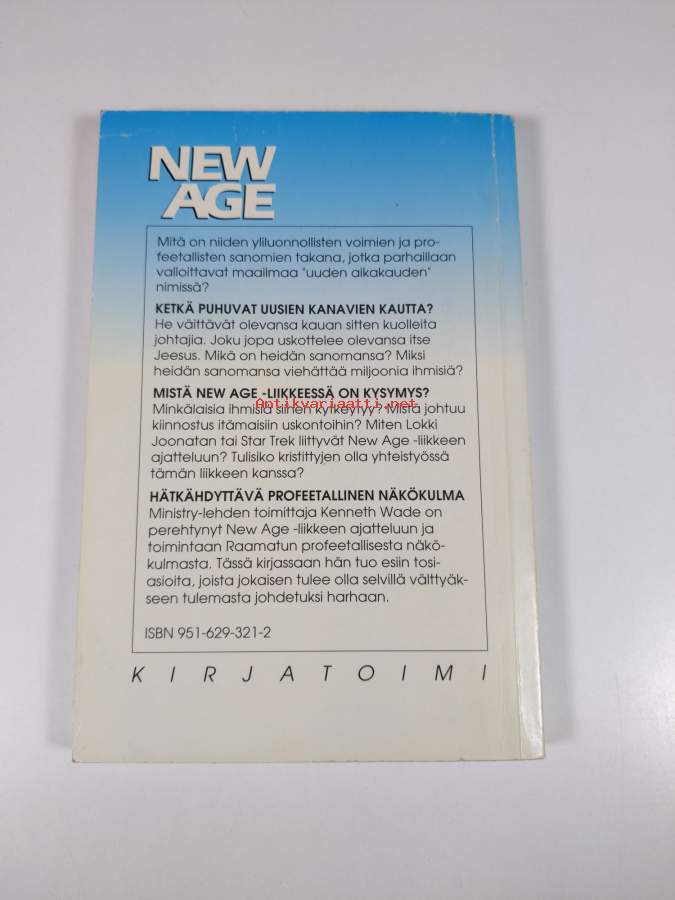 NEW
AGE
Mitä on niiden yliluonnollisten voimien ja pro-
feetallisten sanomien takana, jotka parhaillaan
valloittavat maailmaa "uuden aikakauden"
nimissä?
KETKÄ PUHUVAT UUSIEN KANAVIEN KAUTTA?
He väittävät olevansa kauan sitten kuolleita
johtajia. Joku jopa uskottelee olevansa itse
Jeesus. Mikä on heidän sanomansa? Miksi
heidän sanomansa viehättää miljoonia ihmisiä?
MISTÄ NEW AGE -LIIKKEESSÄ ON KYSYMYS?
Antikvariaatti.net
Minkälaisia ihmisiä siihen kytkeytyy? Mistä johtuu
kiinnostus itämaisiin uskontoihin? Miten Lokki
Joonatan tai Star Trek liittyvät New Age -liikkeen
ajatteluun? Tulisiko kristittyjen olla yhteistyössä
tämän liikkeen kanssa?
HÄTKÄHDYTTÄVÄ PROFEETALLINEN NÄKÖKULMA
Ministry-lehden toimittaja Kenneth Wade on
perehtynyt New Age -liikkeen ajatteluun ja
toimintaan Raamatun profeetallisesta näkö-
kulmasta. Tässä kirjassaan hän tuo esiin tosi-
asioita, joista jokaisen tulee olla selvillä välttyäk-
seen tulemasta johdetuksi harhaan.
ISBN 951-629-321-2
KIRJATOIMI